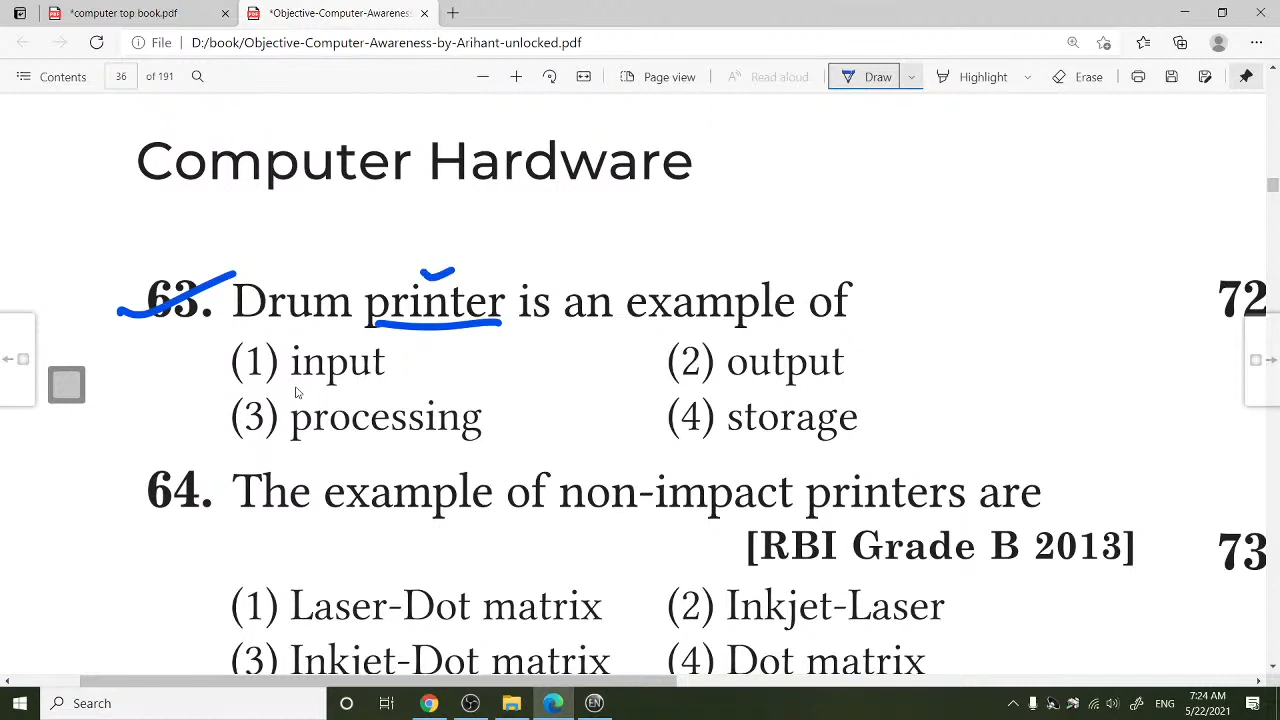 *computer top book.pdf
*Objective-Computer-Awarenes
File
D:/book/Objective-Computer-Awareness-by-Arihant-unlocked.pdf
Contents
36
of 191
Page view
Read aloud
Draw
Highlight
Erase
Computer Hardware
63. Drum printer is an example of
72
(1) input
(2) output
(3) processing
(4) storage
64. The example of non-impact printers are
[RBI Grade B 2013]
73
(1) Laser-Dot matrix
(2) Inkjet-Laser
(3) Inkjet-Dot matrix
(4) Dot matrix
Search
EN
ENG
7:24 AM
5/22/2021